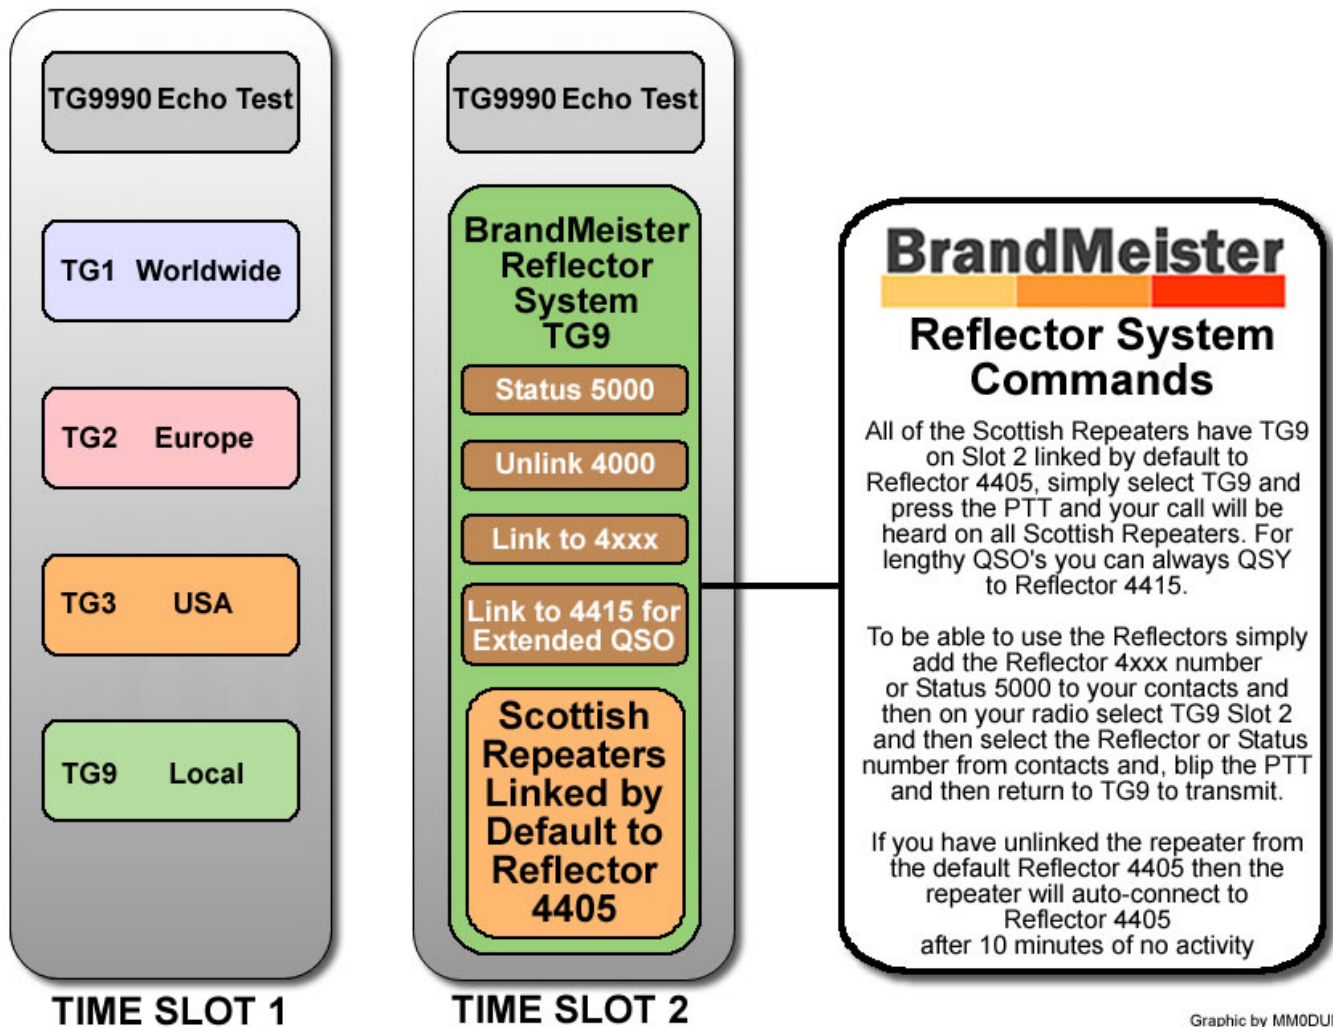 TG9990 Echo Test
TG1 Worldwide
TG2 Europe
TG3 USA
TG9 Local
TIME SLOT 1
TG9990 Echo Test
BrandMeister
Reflector
System
TG9
Status 5000
Unlink 4000
Link to 4xxx
Link to 4415 for
Extended QSO
Scottish
Repeaters
Linked by
Default to
Reflector
4405
TIME SLOT 2
BrandMeister
Reflector System
Commands
All of the Scottish Repeaters have TG9
on Slot 2 linked by default to
Reflector 4405, simply select TG9 and
press the PTT and your call will be
heard on all Scottish Repeaters. For
lengthy QSO's you can always QSY
to Reflector 4415.
To be able to use the Reflectors simply
add the Reflector 4xxx number
or Status 5000 to your contacts and
then on your radio select TG9 Slot 2
and then select the Reflector or Status
number from contacts and, blip the PTT
and then return to TG9 to transmit.
If you have unlinked the repeater from
the default Reflector 4405 then the
repeater will auto-connect to
Reflector 4405
after 10 minutes of no activity
Graphic by